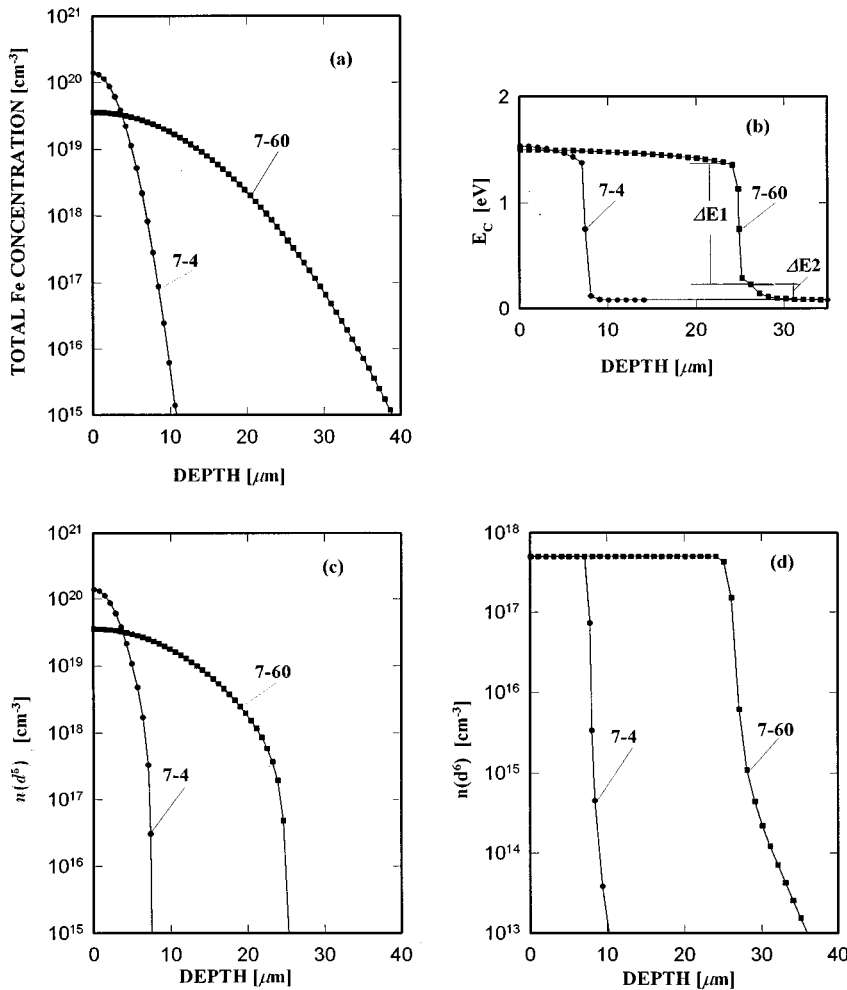 (a)
TOTAL Fe CONCENTRATION [cm-3]
10^21
10^20
10^19
10^18
10^17
10^16
10^15
7-60
7-4
0 10 20 30 40
DEPTH [μm]
(b)
E_C [eV]
2
1
0
7-4
7-60
ΔE1
ΔE2
0 10 20 30
DEPTH [μm]
(c)
n(d^5) [cm-3]
10^21
10^20
10^19
10^18
10^17
10^16
10^15
7-60
7-4
0 10 20 30 40
DEPTH [μm]
(d)
n(d^6) [cm-3]
10^18
10^17
10^16
10^15
10^14
10^13
7-60
7-4
0 10 20 30 40
DEPTH [μm]